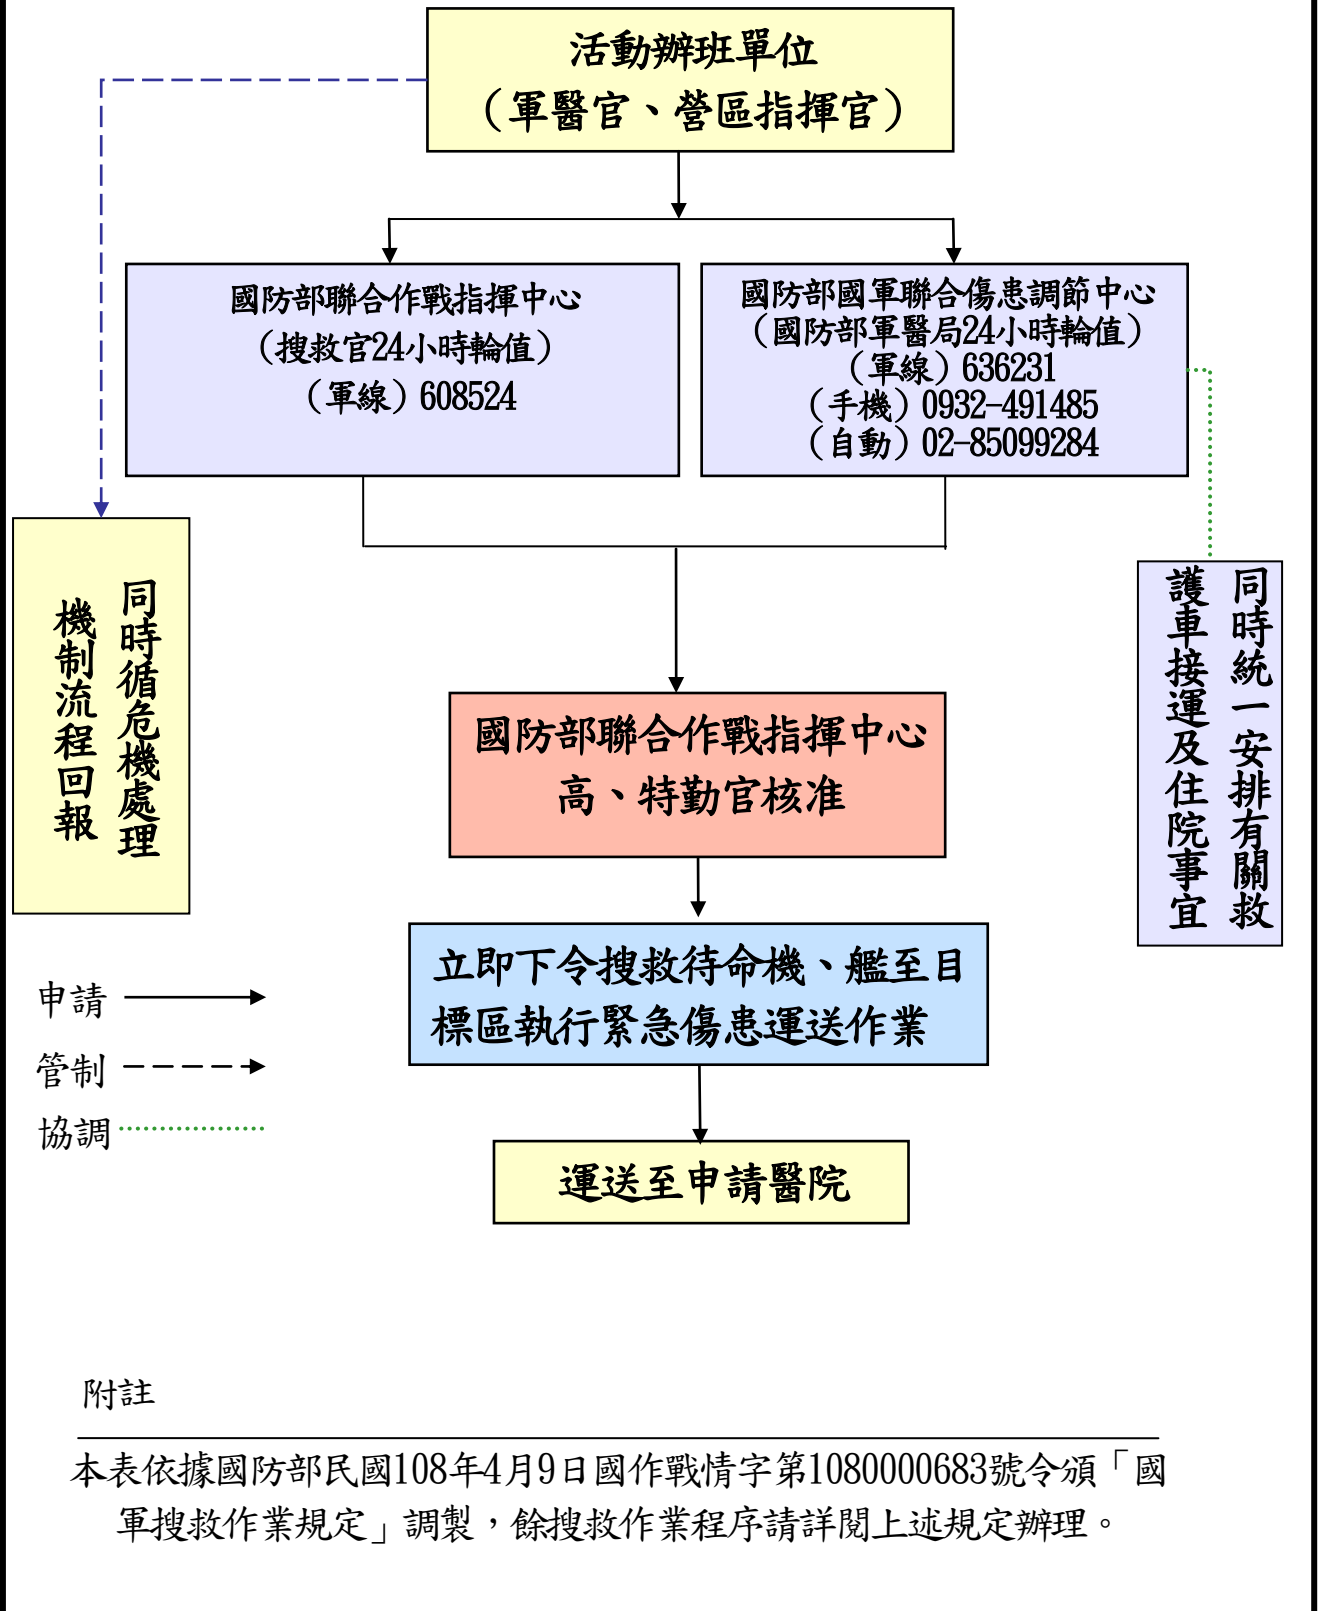 活動辦班單位
（軍醫官、營區指揮官）
國防部聯合作戰指揮中心
（搜救官24小時輪值）
（軍線）608524
國防部國軍聯合傷患調節中心
（國防部軍醫局24小時輪值）
（軍線）636231
（手機）0932-491485
（自動）02-85099284
同時循危機處理
機制流程回報
同時統一安排有關救
護車接運及住院事宜
國防部聯合作戰指揮中心
高、特勤官核准
立即下令搜救待命機、艦至目
標區執行緊急傷患運送作業
申請
管制
協調
運送至申請醫院
附註
本表依據國防部民國108年4月9日國作戰情字第1080000683號令頒「國
軍搜救作業規定」調製，餘搜救作業程序請詳閱上述規定辦理。